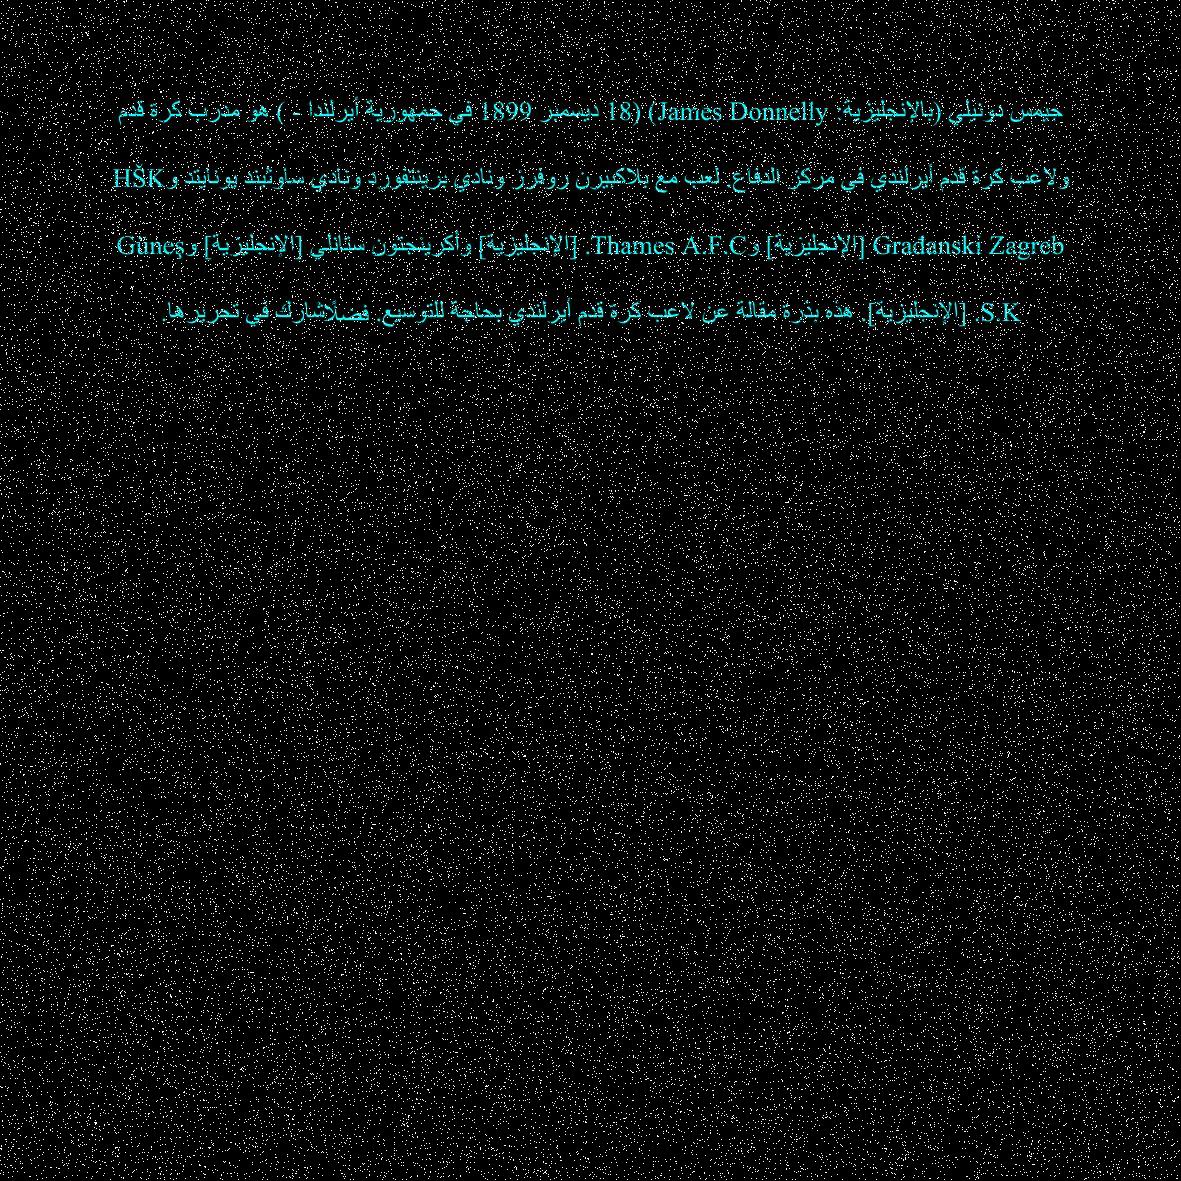 جيمس دونيلي (بالإنجليزية: James Donnelly) (18 ديسمبر 1899 في جمهورية أيرلندا - ) هو مدرب كرة قدم
ولاعب كرة قدم أيرلندي في مركز الدفاع. لعب مع بلاكبيرن روفرز ونادي برينتفورد ونادي ساوثيند يونايتد وHŠK
Građanski Zagreb [الإنجليزية] وThames A.F.C. [الإنجليزية] وأكرينجتون ستانلي [الإنجليزية] وGüneş
S.K. [الإنجليزية]. هذه بذرة مقالة عن لاعب كرة قدم أيرلندي بحاجة للتوسيع. فضلًاشارك في تحريرها.